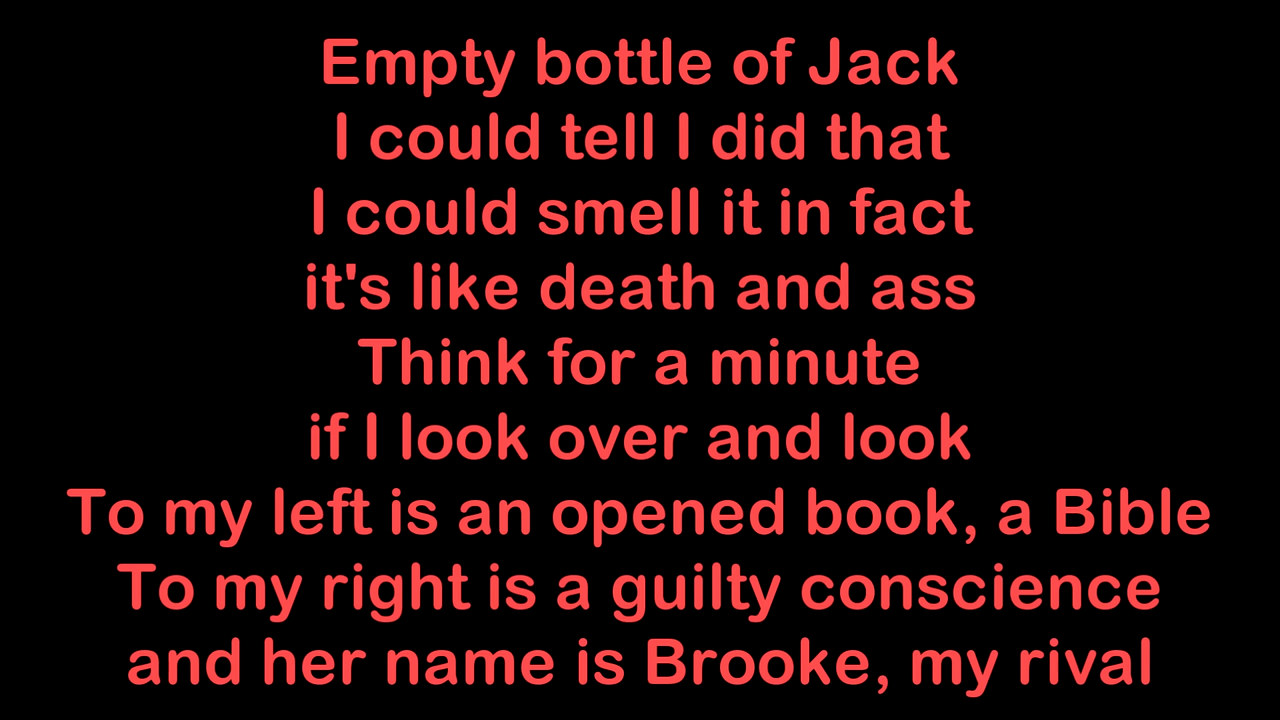 Empty bottle of Jack
I could tell I did that
I could smell it in fact
it's like death and ass
Think for a minute
if I look over and look
To my left is an opened book, a Bible
To my right is a guilty conscience
and her name is Brooke, my rival